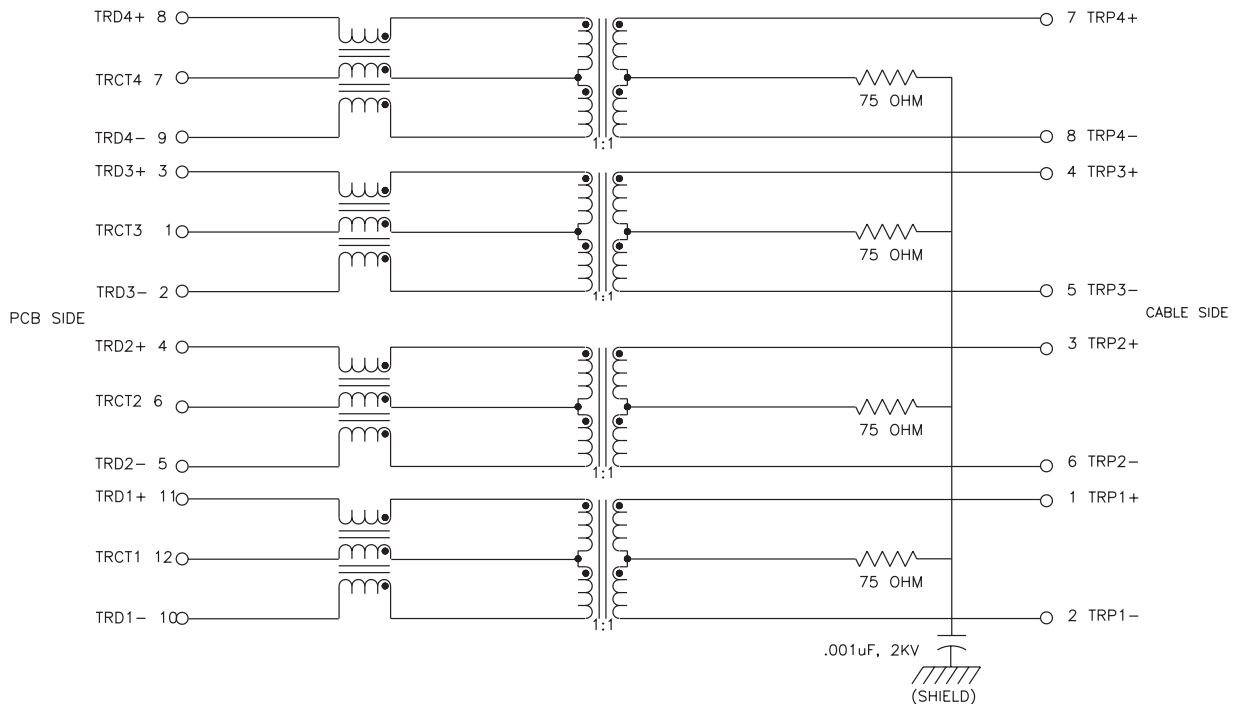 TRD4+ 8
7 TRP4+
TRCT4 7
75 OHM
TRD4- 9
8 TRP4-
1:1
TRD3+ 3
4 TRP3+
TRCT3 1
75 OHM
TRD3- 2
5 TRP3-
1:1
PCB SIDE
CABLE SIDE
TRD2+ 4
3 TRP2+
TRCT2 6
75 OHM
TRD2- 5
6 TRP2-
1:1
TRD1+ 11
1 TRP1+
TRCT1 12
75 OHM
TRD1- 10
2 TRP1-
1:1
.001uF, 2KV
(SHIELD)